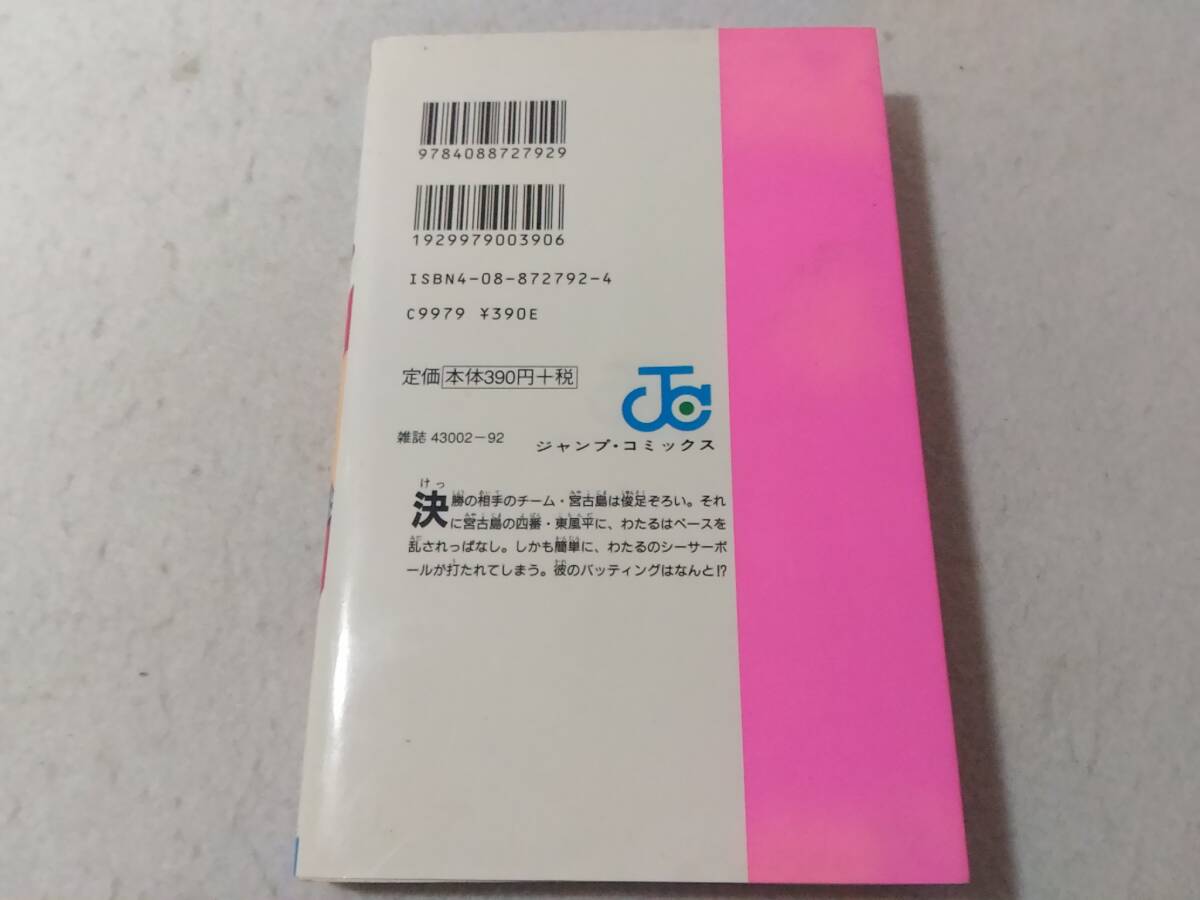 9784088727929
1929979003906
ISBN4-08-872792-4
C9979 ¥390E
定価 本体390円+税
雑誌 43002-92
ジャンプ・コミックス
決勝の相手のチーム・宮古島は俊足ぞろい。それ
に宮古島の四番・東風平に、わたるはペースを
乱されっぱなし。しかも簡単に、わたるのシーサーボ
ールが打たれてしまう。彼のバッティングはなんと!?